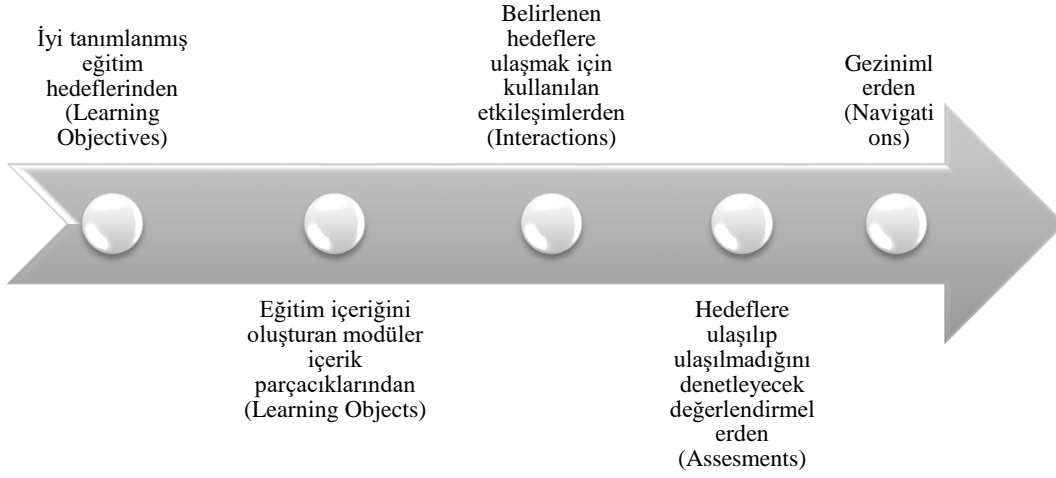 İyi tanımlanmış
eğitim
hedeflerinden
(Learning
Objectives)
Eğitim içeriğini
oluşturan modüler
içerik
parçacıklarından
(Learning Objects)
Belirlenen
hedeflere
ulaşmak için
kullanılan
etkileşimlerden
(Interactions)
Hedeflere
ulaşılıp
ulaşılmadığını
denetleyecek
değerlendirmel
erden
(Assesments)
Geziniml
erden
(Navigati
ons)